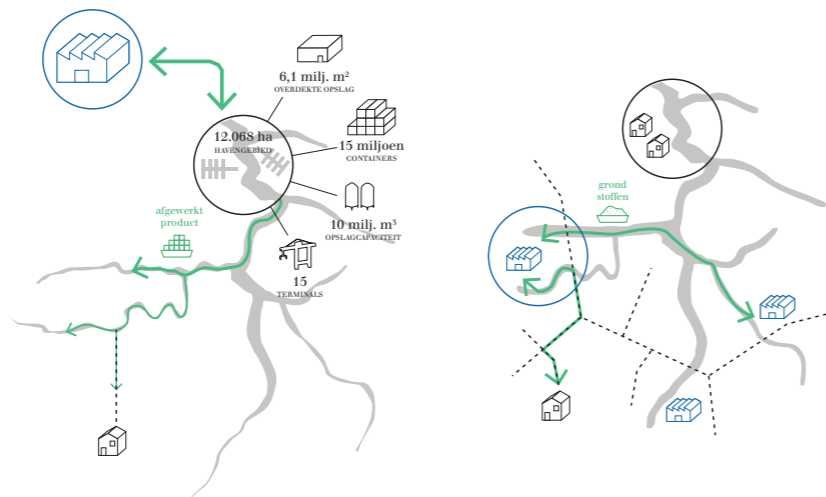 6,1 milj. m²
OVERDEKTE OPSLAG
12.068 ha
HAVENGEBIED
15 miljoen
CONTAINERS
afgewerkt
product
10 milj. m³
OPSLAGCAPACITEIT
15
TERMINALS
grond
stoffen